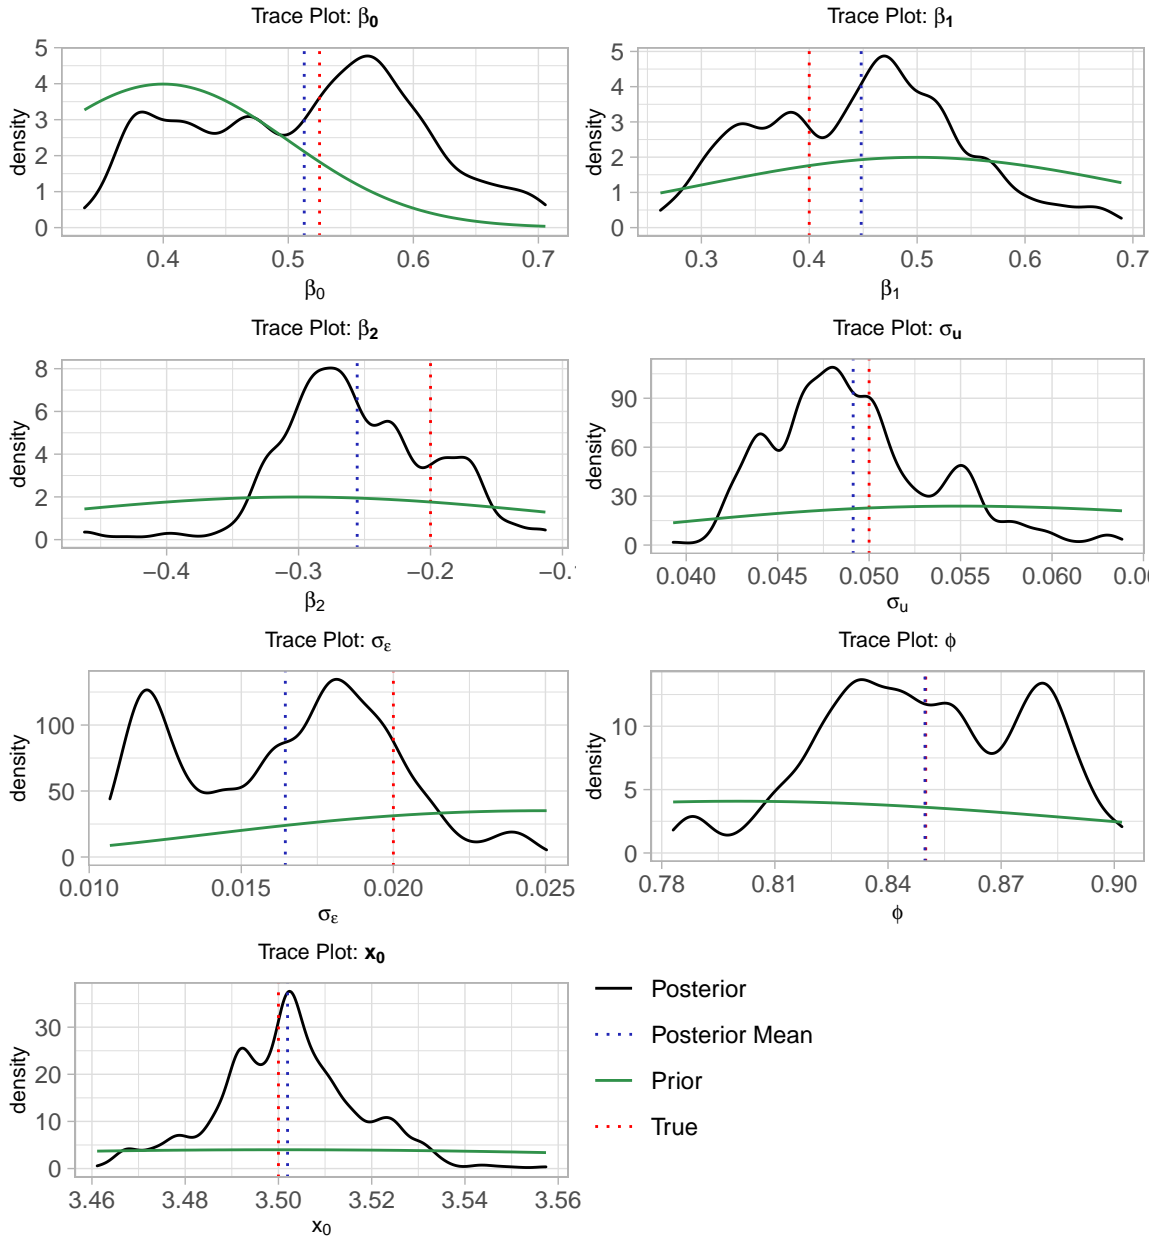 Trace Plot: β0
density
5
4
3
2
1
0
0.4 0.5 0.6 0.7
β0
Trace Plot: β1
density
5
4
3
2
1
0
0.3 0.4 0.5 0.6 0.7
β1
Trace Plot: β2
density
8
6
4
2
0
−0.4 −0.3 −0.2
β2
Trace Plot: σu
density
90
60
30
0
0.040 0.045 0.050 0.055 0.060
σu
Trace Plot: σε
density
100
50
0
0.010 0.015 0.020 0.025
σε
Trace Plot: ϕ
density
10
5
0
0.78 0.81 0.84 0.87 0.90
ϕ
Trace Plot: x0
density
30
20
10
0
3.46 3.48 3.50 3.52 3.54 3.56
x0
Posterior
Posterior Mean
Prior
True